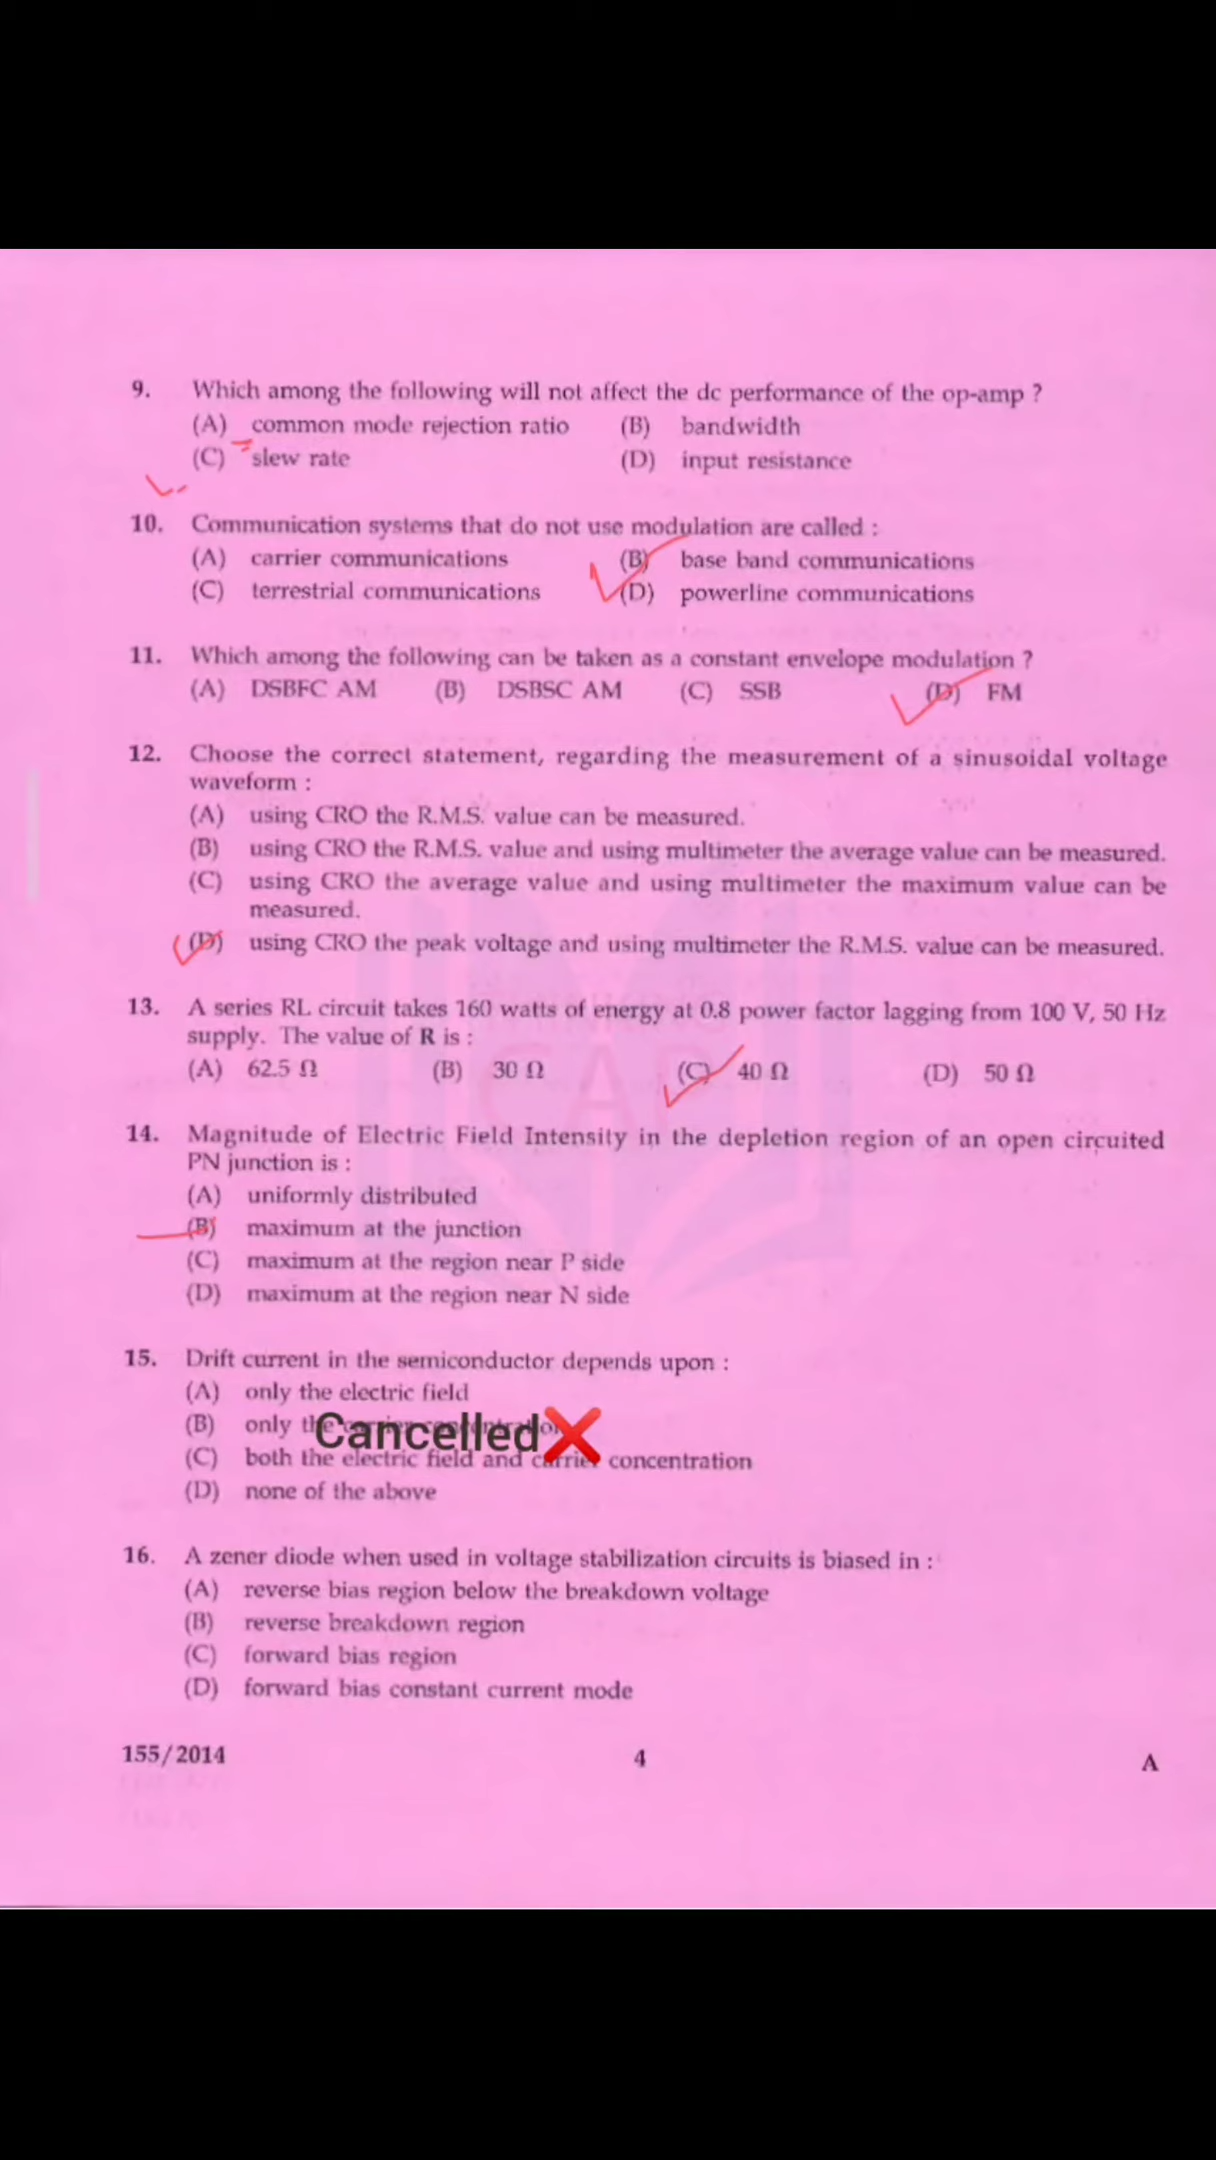 9. Which among the following will not affect the dc performance of the op-amp ?
(A) common mode rejection ratio (B) bandwidth
(C) slew rate (D) input resistance
10. Communication systems that do not use modulation are called :
(A) carrier communications (B) base band communications
(C) terrestrial communications (D) powerline communications
11. Which among the following can be taken as a constant envelope modulation ?
(A) DSBFC AM (B) DSBSC AM (C) SSB (D) FM
12. Choose the correct statement, regarding the measurement of a sinusoidal voltage
waveform :
(A) using CRO the R.M.S. value can be measured.
(B) using CRO the R.M.S. value and using multimeter the average value can be measured.
(C) using CRO the average value and using multimeter the maximum value can be
measured.
(D) using CRO the peak voltage and using multimeter the R.M.S. value can be measured.
13. A series RL circuit takes 160 watts of energy at 0.8 power factor lagging from 100 V, 50 Hz
supply. The value of R is :
(A) 62.5 Ω (B) 30 Ω (C) 40 Ω (D) 50 Ω
14. Magnitude of Electric Field Intensity in the depletion region of an open circuited
PN junction is :
(A) uniformly distributed
(B) maximum at the junction
(C) maximum at the region near P side
(D) maximum at the region near N side
15. Drift current in the semiconductor depends upon :
(A) only the electric field
(B) only the carrier concentration
Cancelled❌
(C) both the electric field and carrier concentration
(D) none of the above
16. A zener diode when used in voltage stabilization circuits is biased in :
(A) reverse bias region below the breakdown voltage
(B) reverse breakdown region
(C) forward bias region
(D) forward bias constant current mode
155/2014 4 A